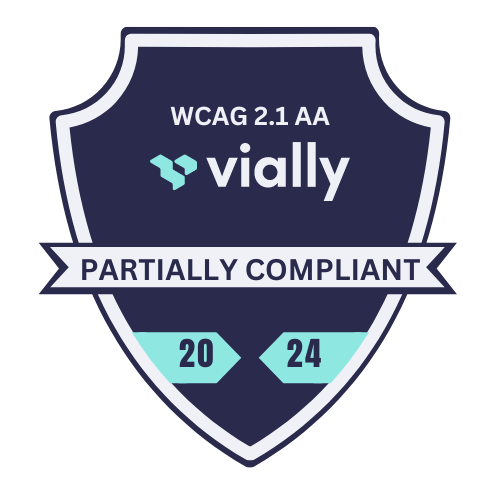 WCAG 2.1 AA
vially
PARTIALLY COMPLIANT
20 24